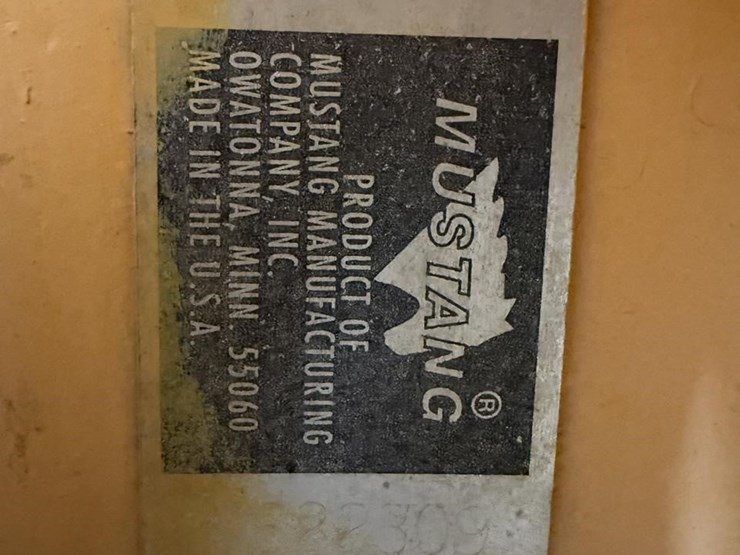 MUSTANG®
PRODUCT OF
MUSTANG MANUFACTURING
COMPANY, INC.
OWATONNA, MINN. 55060
MADE IN THE U.S.A.